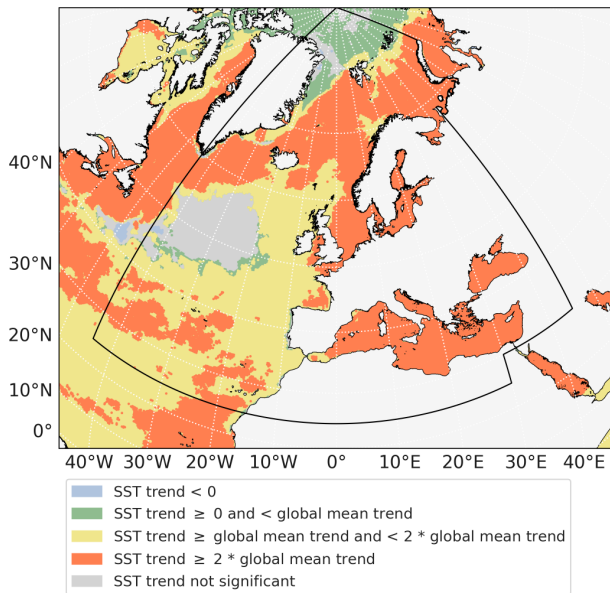 40°N
30°N
20°N
10°N
0°
40°W 30°W 20°W 10°W 0° 10°E 20°E 30°E 40°E
SST trend < 0
SST trend ≥ 0 and < global mean trend
SST trend ≥ global mean trend and < 2 * global mean trend
SST trend ≥ 2 * global mean trend
SST trend not significant